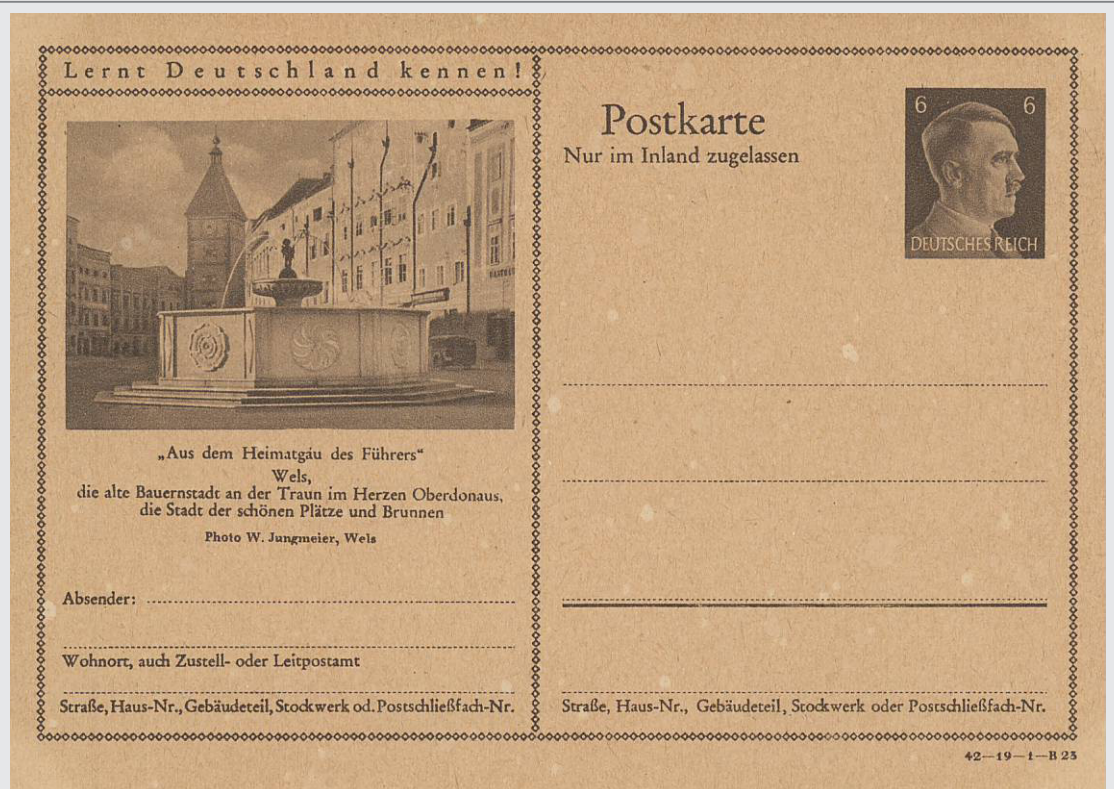 Lernt Deutschland kennen!
„Aus dem Heimatgau des Führers“
Wels,
die alte Bauernstadt an der Traun im Herzen Oberdonaus,
die Stadt der schönen Plätze und Brunnen
Photo W. Jungmeier, Wels
Absender:
Wohnort, auch Zustell- oder Leitpostamt
Straße, Haus-Nr., Gebäudeteil, Stockwerk od. Postschließfach-Nr.
Postkarte
Nur im Inland zugelassen
6 6
DEUTSCHES REICH
Straße, Haus-Nr., Gebäudeteil, Stockwerk oder Postschließfach-Nr.
42—19—1—B 23